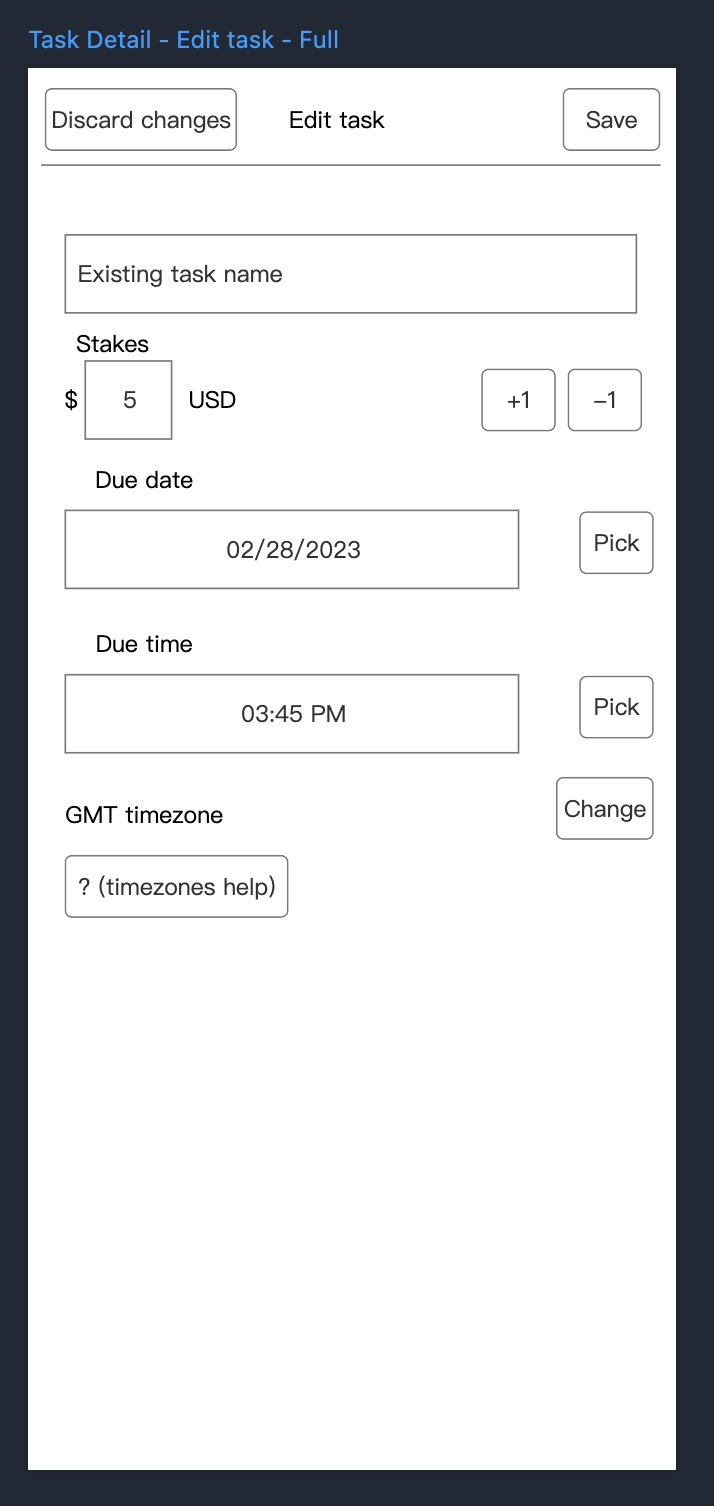 Task Detail - Edit task - Full
Discard changes Edit task Save
Existing task name
Stakes
$ 5 USD +1 –1
Due date
02/28/2023 Pick
Due time
03:45 PM Pick
GMT timezone Change
? (timezones help)